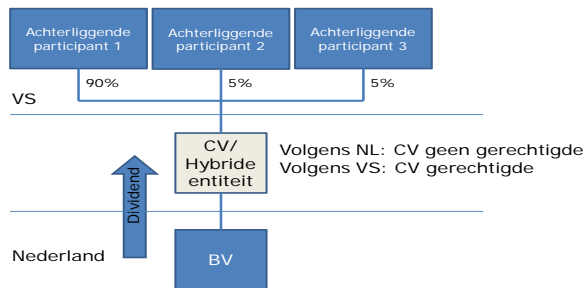 Achterliggende
participant 1
Achterliggende
participant 2
Achterliggende
participant 3
90%
5%
5%
VS
CV/
Hybride
entiteit
Volgens NL: CV geen gerechtigde
Volgens VS: CV gerechtigde
Dividend
Nederland
BV